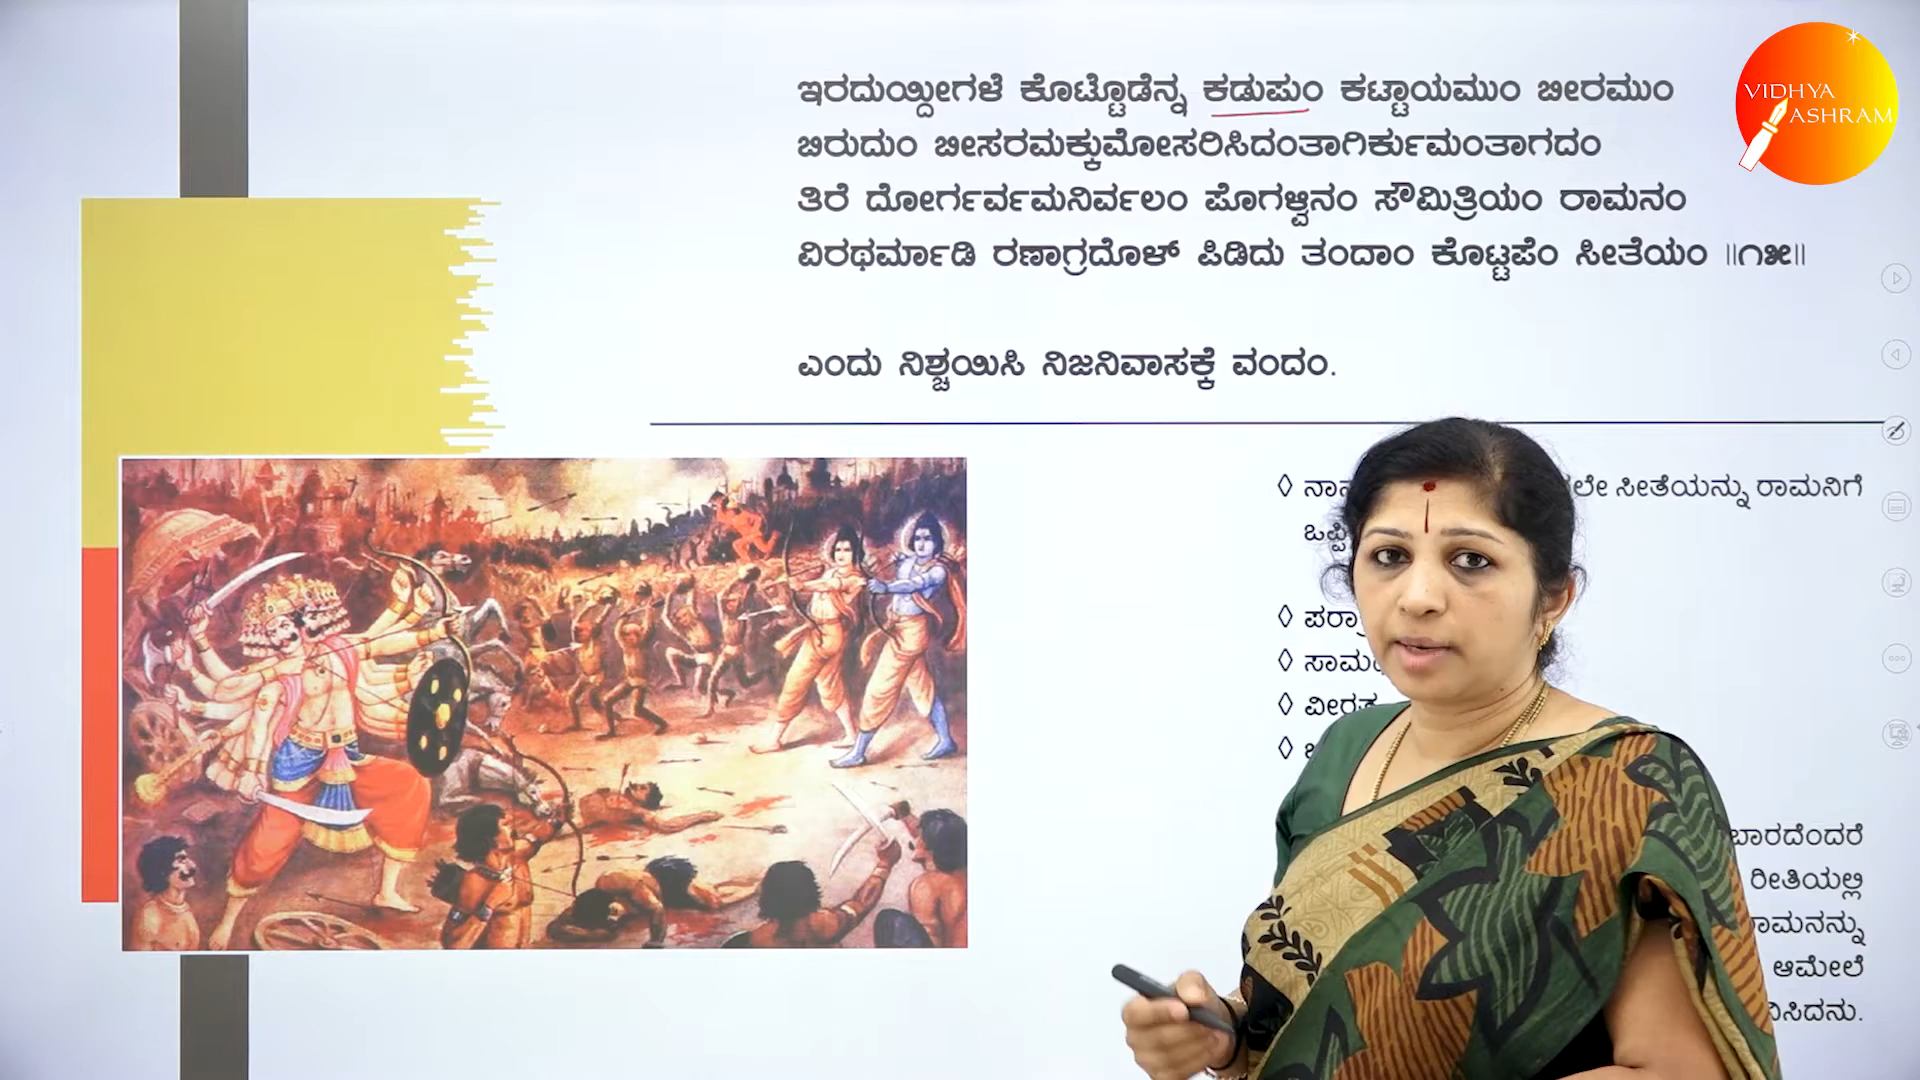 ಇರದುಯ್ದೀಗಳೆ ಕೊಟ್ಟೊಡೆನ್ನ ಕಡುಪುಂ ಕಟ್ಟಾಯಮುಂ ಬೀರಮುಂ
ಬಿರುದುಂ ಬೀಸರಮಕ್ಕುಮೋಸರಿಸಿದಂತಾಗಿರ್ಕುಮಂತಾಗದಂ
ತಿರೆ ದೋರ್ಗರ್ವಮನಿರ್ವಲಂ ಪೊಗಳ್ವಿನಂ ಸೌಮಿತ್ರಿಯಂ ರಾಮನಂ
ವಿರಥರ್ಮಾಡಿ ರಣಾಗ್ರದೊಳ್ ಪಿಡಿದು ತಂದಾಂ ಕೊಟ್ಟಪೆಂ ಸೀತೆಯಂ ॥೧೫॥
ಎಂದು ನಿಶ್ಚಯಿಸಿ ನಿಜನಿವಾಸಕ್ಕೆ ವಂದಂ.
ಸೀತೆಯನ್ನು ರಾಮನಿಗೆ
ಬಾರದೆಂದರೆ
ರೀತಿಯಲ್ಲಿ
ಆಮೇಲೆ
VIDHYA
ASHRAM